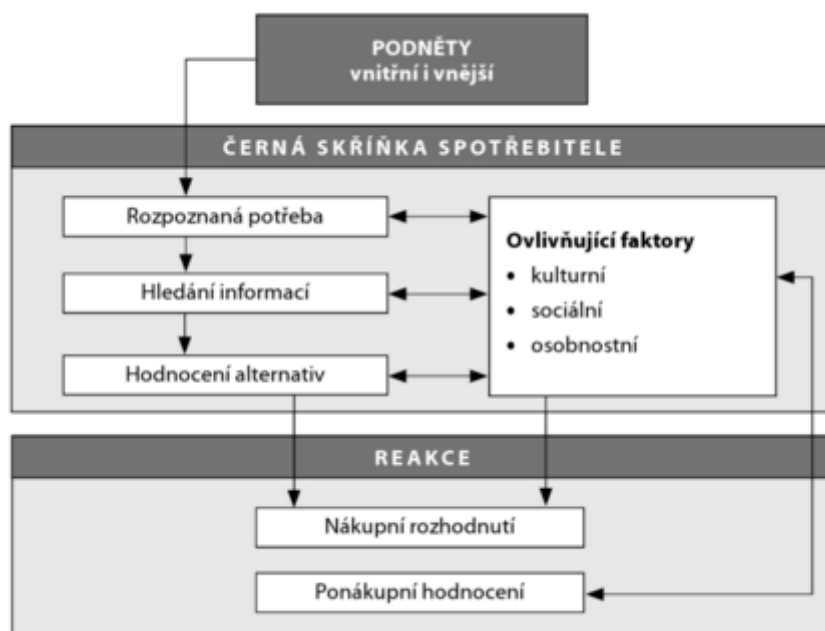 PODNĚTY
vnitřní i vnější
ČERNÁ SKŘÍŇKA SPOTŘEBITELE
Rozpoznaná potřeba
Hledání informací
Hodnocení alternativ
Ovlivňující faktory
• kulturní
• sociální
• osobnostní
REAKCE
Nákupní rozhodnutí
Ponákupní hodnocení